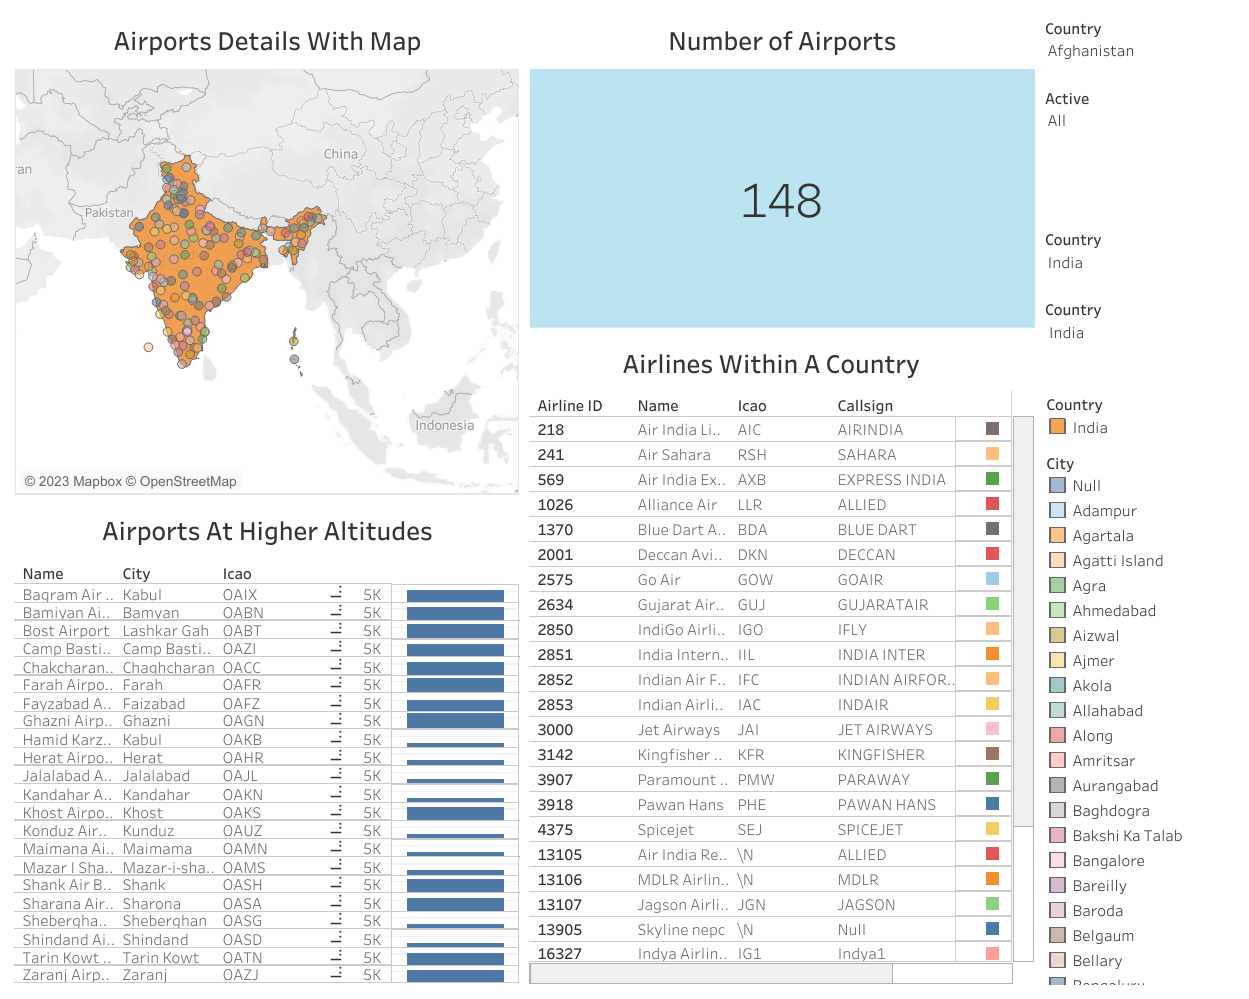 Airports Details With Map
China
Pakistan
an
Indonesia
© 2023 Mapbox © OpenStreetMap
Number of Airports
148
Country
Afghanistan
Active
All
Country
India
Country
India
Airlines Within A Country
Airline ID Name Icao Callsign
218 Air India Li.. AIC AIRINDIA
241 Air Sahara RSH SAHARA
569 Air India Ex.. AXB EXPRESS INDIA
1026 Alliance Air LLR ALLIED
1370 Blue Dart A.. BDA BLUE DART
2001 Deccan Avi.. DKN DECCAN
2575 Go Air GOW GOAIR
2634 Gujarat Air.. GUJ GUJARATAIR
2850 IndiGo Airli.. IGO IFLY
2851 India Intern.. IIL INDIA INTER
2852 Indian Air F.. IFC INDIAN AIRFOR..
2853 Indian Airli.. IAC INDAIR
3000 Jet Airways JAI JET AIRWAYS
3142 Kingfisher .. KFR KINGFISHER
3907 Paramount .. PMW PARAWAY
3918 Pawan Hans PHE PAWAN HANS
4375 Spicejet SEJ SPICEJET
13105 Air India Re.. \N ALLIED
13106 MDLR Airlin.. \N MDLR
13107 Jagson Airli.. JGN JAGSON
13905 Skyline nepc \N Null
16327 Indya Airlin.. IG1 Indya1
Country
India
City
Null
Adampur
Agartala
Agatti Island
Agra
Ahmedabad
Aizwal
Ajmer
Akola
Allahabad
Along
Amritsar
Aurangabad
Baghdogra
Bakshi Ka Talab
Bangalore
Bareilly
Baroda
Belgaum
Bellary
Bengaluru
Airports At Higher Altitudes
Name City Icao
Bagram Air .. Kabul OAIX 5K
Bamiyan Ai.. Bamyan OABN 5K
Bost Airport Lashkar Gah OABT 5K
Camp Basti.. Camp Basti.. OAZI 5K
Chakcharan.. Chaghcharan OACC 5K
Farah Airpo.. Farah OAFR 5K
Fayzabad A.. Faizabad OAFZ 5K
Ghazni Airp.. Ghazni OAGN 5K
Hamid Karz.. Kabul OAKB 5K
Herat Airpo.. Herat OAHR 5K
Jalalabad A.. Jalalabad OAJL 5K
Kandahar A.. Kandahar OAKN 5K
Khost Airpo.. Khost OAKS 5K
Konduz Air.. Kunduz OAUZ 5K
Maimana Ai.. Maimama OAMN 5K
Mazar I Sha.. Mazar-i-sha.. OAMS 5K
Shank Air B.. Shank OASH 5K
Sharana Air.. Sharona OASA 5K
Shebergha.. Sheberghan OASG 5K
Shindand Ai.. Shindand OASD 5K
Tarin Kowt .. Tarin Kowt OATN 5K
Zaranj Airp.. Zaranj OAZJ 5K